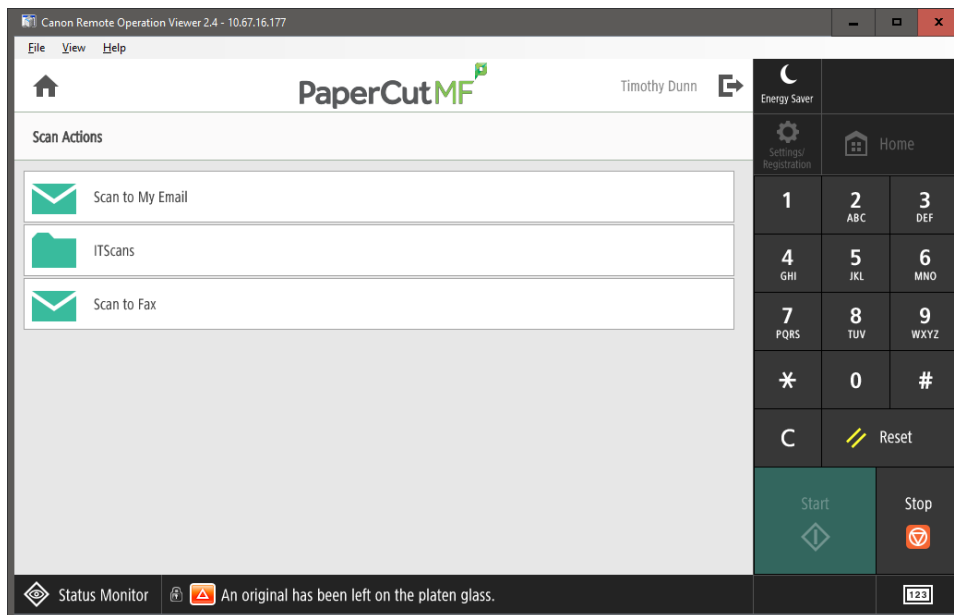 Canon Remote Operation Viewer 2.4 - 10.67.16.177
File View Help
PaperCutMF
Timothy Dunn
Scan Actions
Scan to My Email
ITScans
Scan to Fax
Energy Saver
Settings/
Registration
Home
1
2
ABC
3
DEF
4
GHI
5
JKL
6
MNO
7
PQRS
8
TUV
9
WXYZ
*
0
#
C
Reset
Start
Stop
Status Monitor
An original has been left on the platen glass.
123